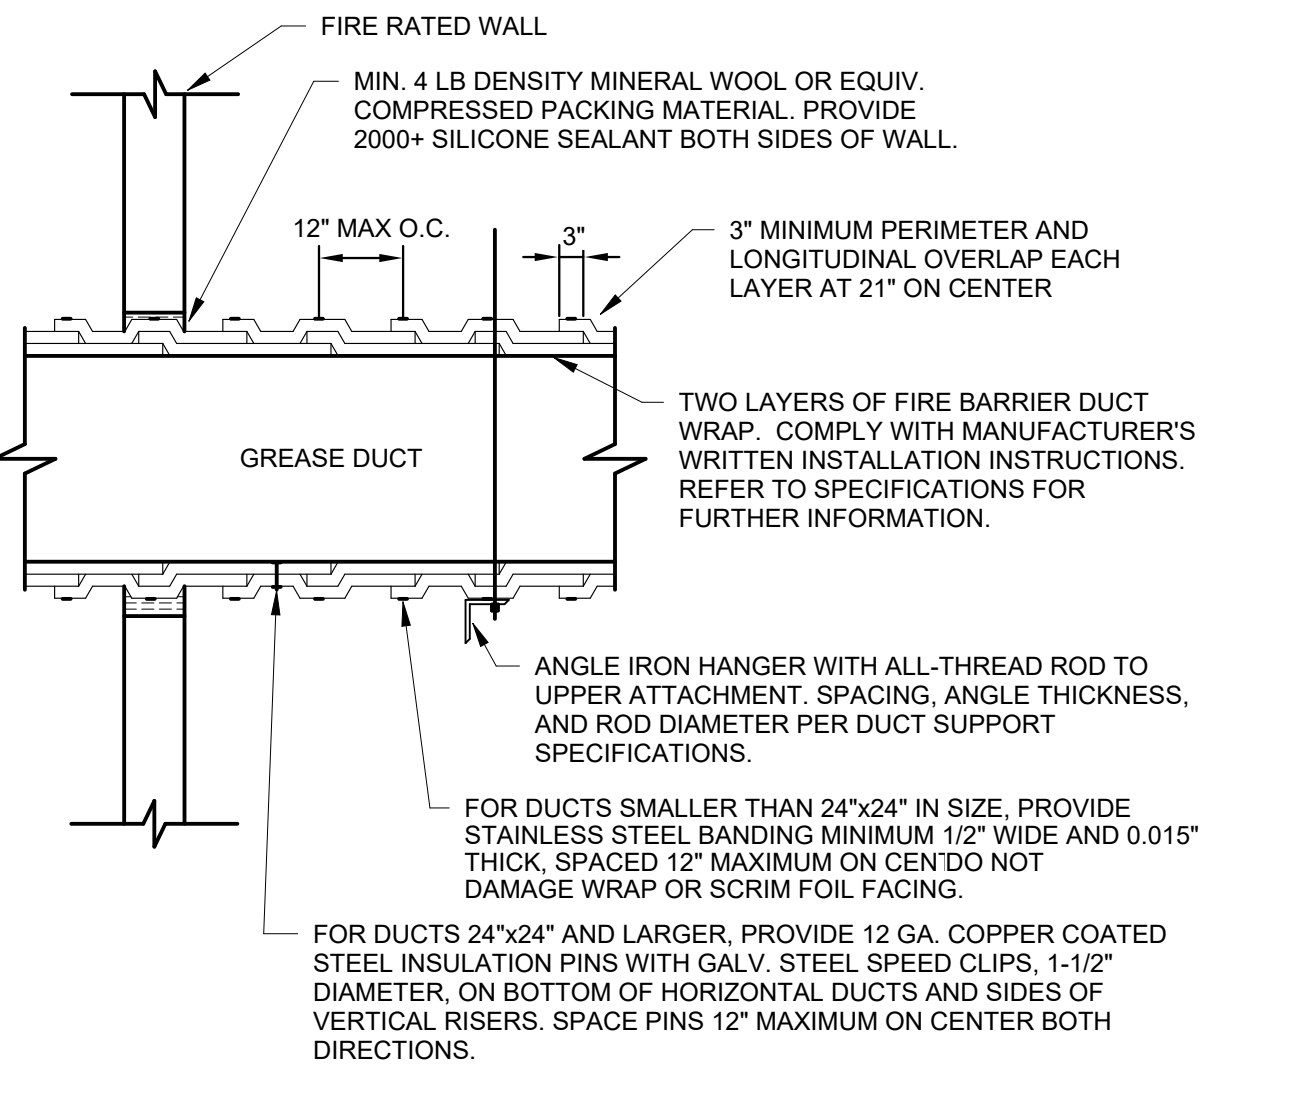 FIRE RATED WALL
MIN. 4 LB DENSITY MINERAL WOOL OR EQUIV.
COMPRESSED PACKING MATERIAL. PROVIDE
2000+ SILICONE SEALANT BOTH SIDES OF WALL.
12" MAX O.C.
3"
3" MINIMUM PERIMETER AND
LONGITUDINAL OVERLAP EACH
LAYER AT 21" ON CENTER
TWO LAYERS OF FIRE BARRIER DUCT
WRAP. COMPLY WITH MANUFACTURER'S
WRITTEN INSTALLATION INSTRUCTIONS.
REFER TO SPECIFICATIONS FOR
FURTHER INFORMATION.
GREASE DUCT
ANGLE IRON HANGER WITH ALL-THREAD ROD TO
UPPER ATTACHMENT. SPACING, ANGLE THICKNESS,
AND ROD DIAMETER PER DUCT SUPPORT
SPECIFICATIONS.
FOR DUCTS SMALLER THAN 24"x24" IN SIZE, PROVIDE
STAINLESS STEEL BANDING MINIMUM 1/2" WIDE AND 0.015"
THICK, SPACED 12" MAXIMUM ON CENTDO NOT
DAMAGE WRAP OR SCRIM FOIL FACING.
FOR DUCTS 24"x24" AND LARGER, PROVIDE 12 GA. COPPER COATED
STEEL INSULATION PINS WITH GALV. STEEL SPEED CLIPS, 1-1/2"
DIAMETER, ON BOTTOM OF HORIZONTAL DUCTS AND SIDES OF
VERTICAL RISERS. SPACE PINS 12" MAXIMUM ON CENTER BOTH
DIRECTIONS.